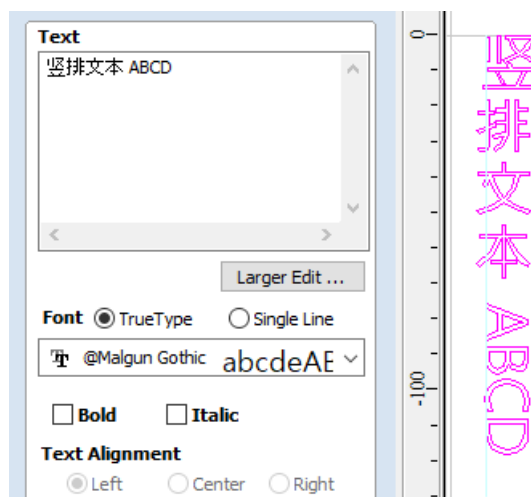 Text
竖排文本 ABCD
Larger Edit ...
Font TrueType Single Line
@Malgun Gothic abcdeAE
Bold Italic
Text Alignment
Left Center Right
0
-100
竖排文本 ABCD